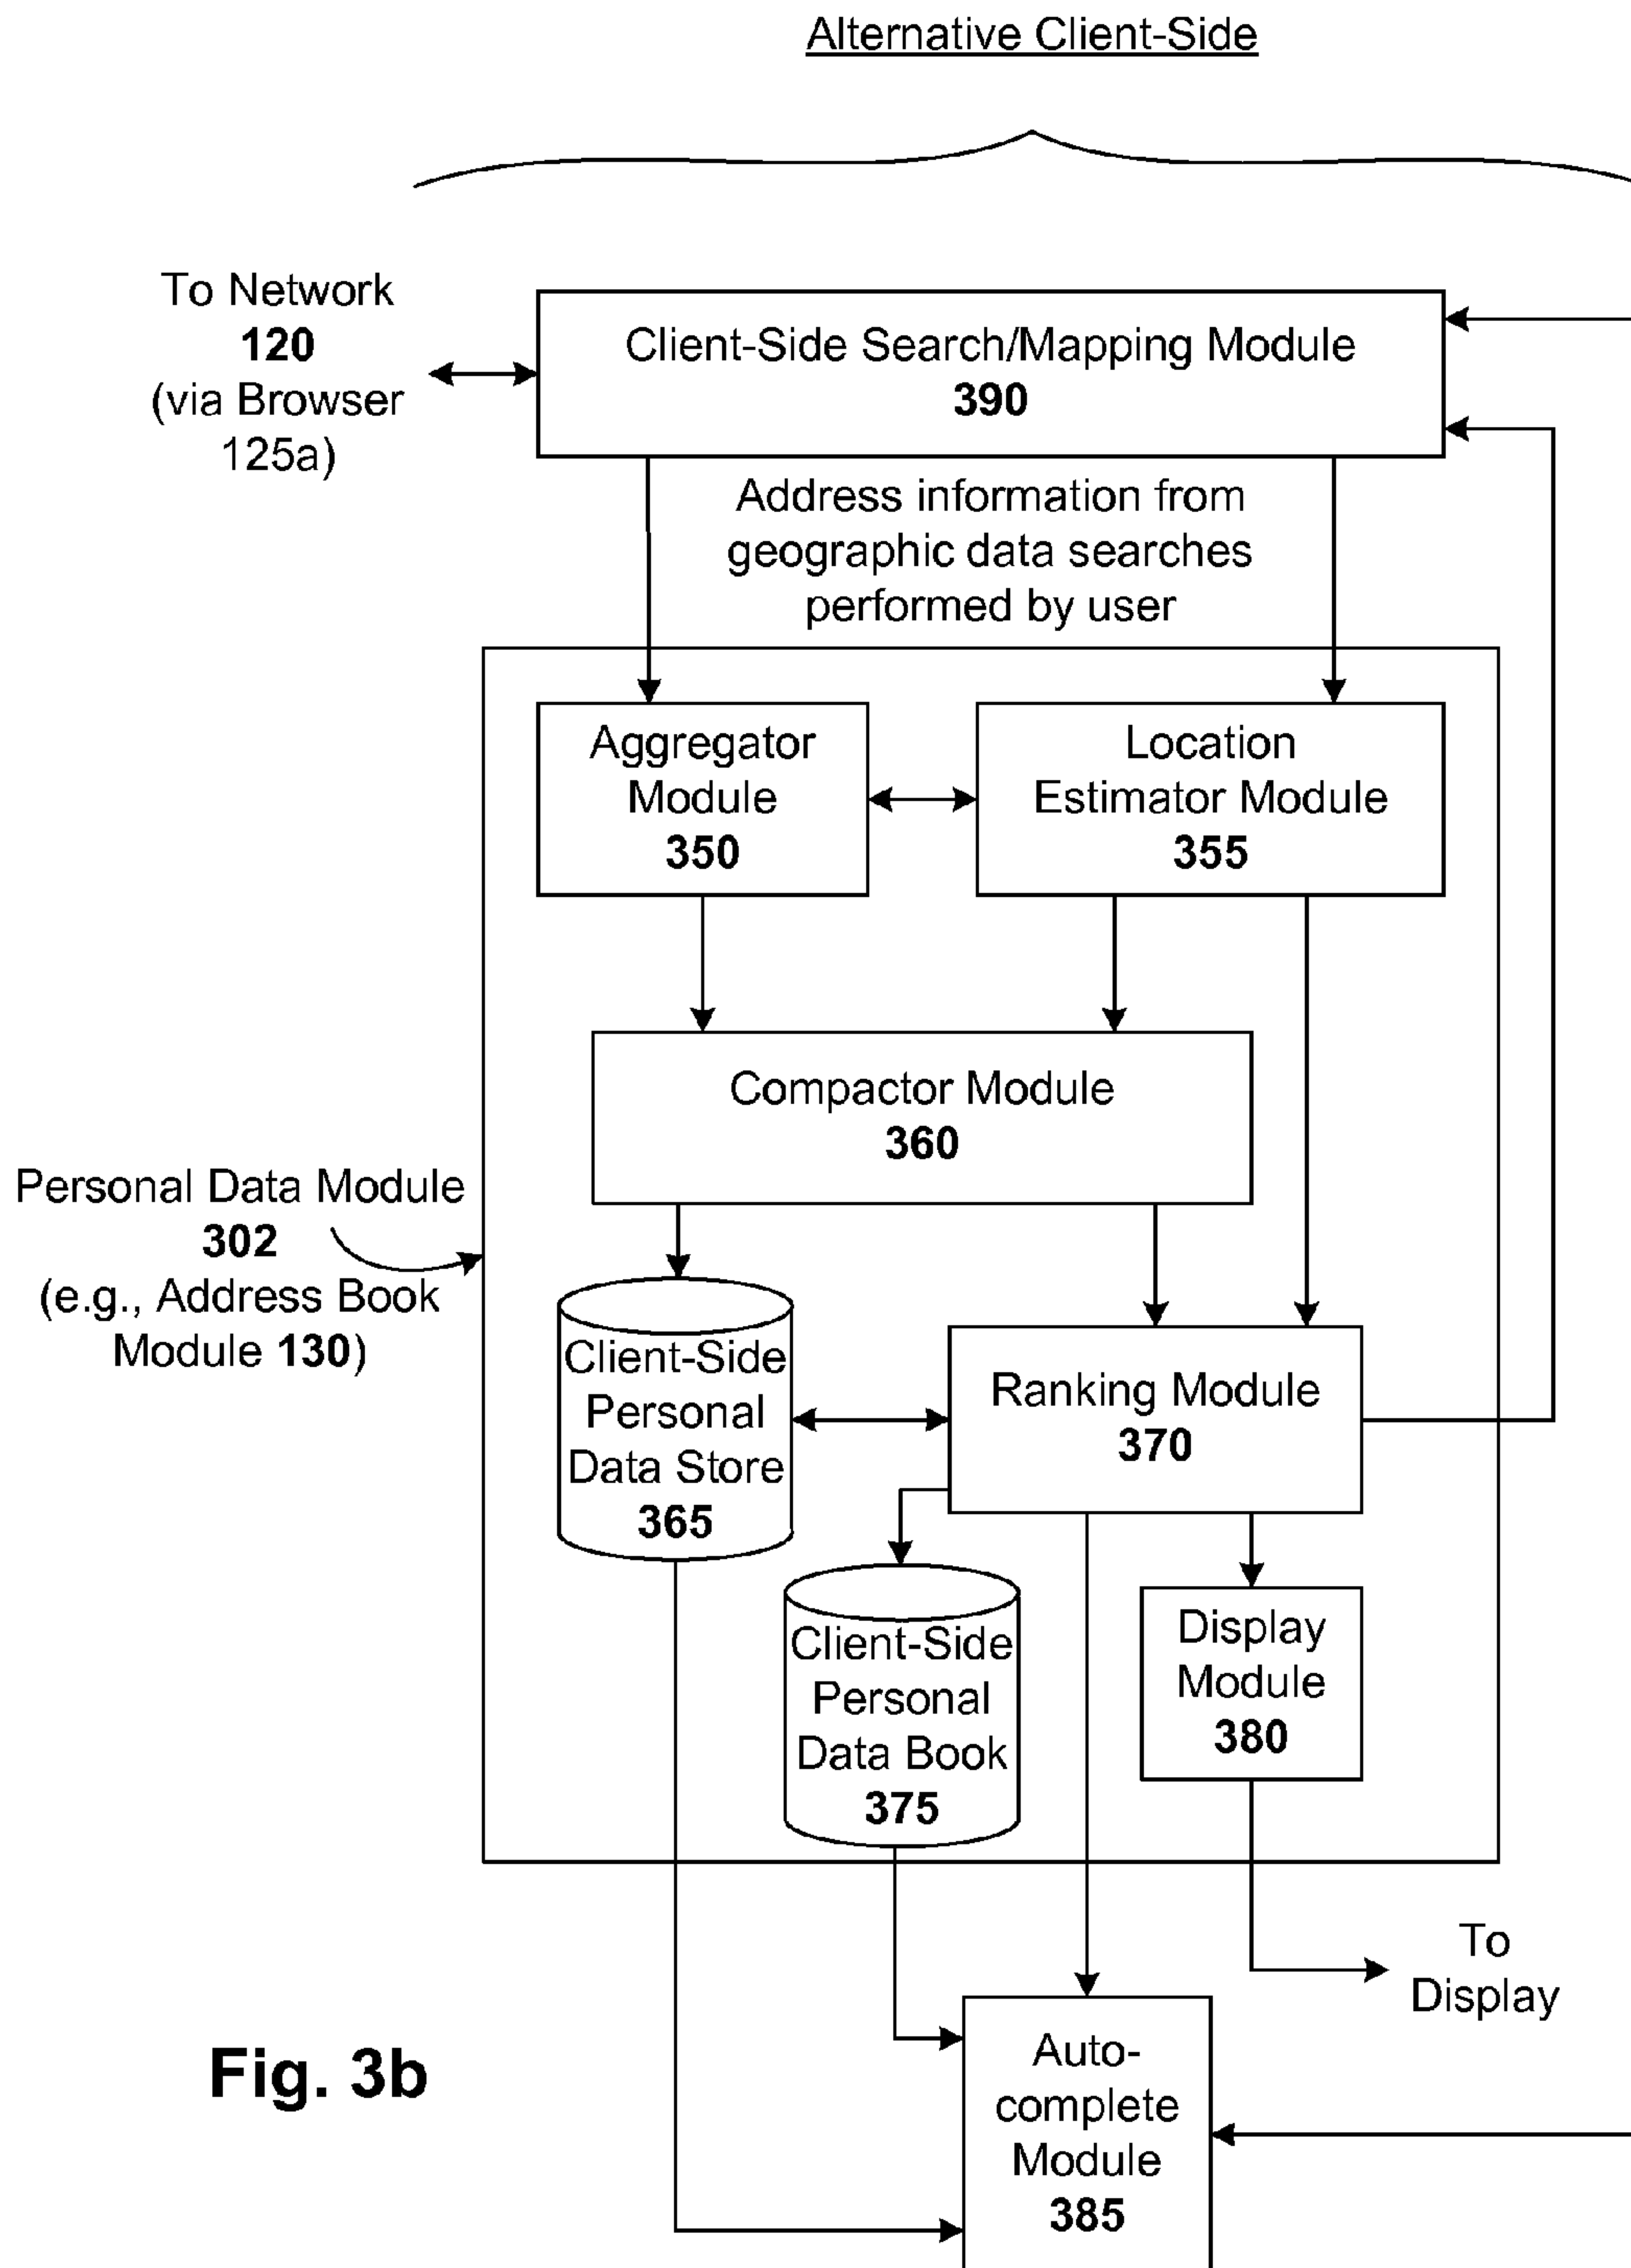 Alternative Client-Side
To Network
120
(via Browser
125a)
Client-Side Search/Mapping Module
390
Address information from
geographic data searches
performed by user
Aggregator
Module
350
Location
Estimator Module
355
Compactor Module
360
Personal Data Module
302
(e.g., Address Book
Module 130)
Client-Side
Personal
Data Store
365
Ranking Module
370
Client-Side
Personal
Data Book
375
Display
Module
380
To
Display
Auto-
complete
Module
385
Fig. 3b